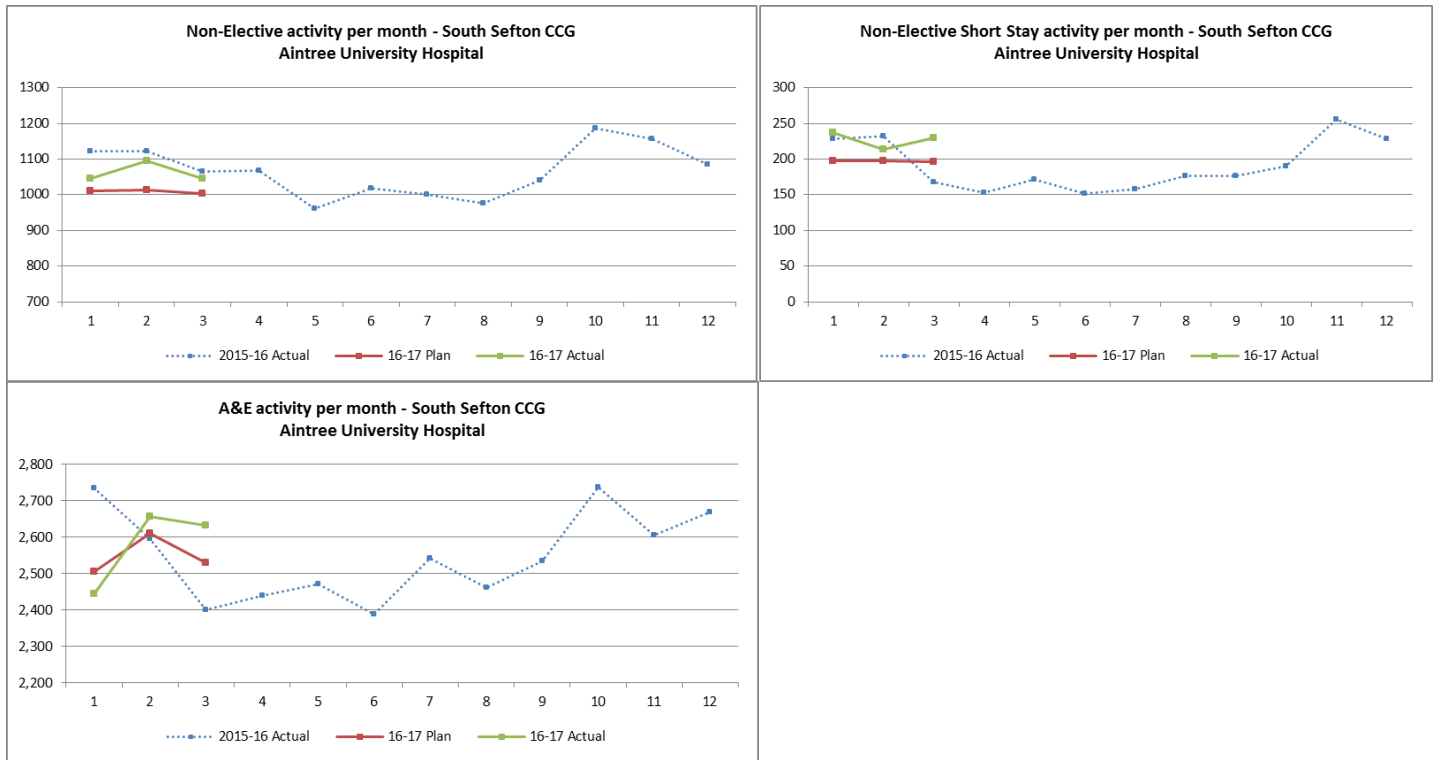 Non-Elective activity per month - South Sefton CCG
Aintree University Hospital
1300
1200
1100
1000
900
800
700
1 2 3 4 5 6 7 8 9 10 11 12
2015-16 Actual 16-17 Plan 16-17 Actual
Non-Elective Short Stay activity per month - South Sefton CCG
Aintree University Hospital
300
250
200
150
100
50
0
1 2 3 4 5 6 7 8 9 10 11 12
2015-16 Actual 16-17 Plan 16-17 Actual
A&E activity per month - South Sefton CCG
Aintree University Hospital
2,800
2,700
2,600
2,500
2,400
2,300
2,200
1 2 3 4 5 6 7 8 9 10 11 12
2015-16 Actual 16-17 Plan 16-17 Actual